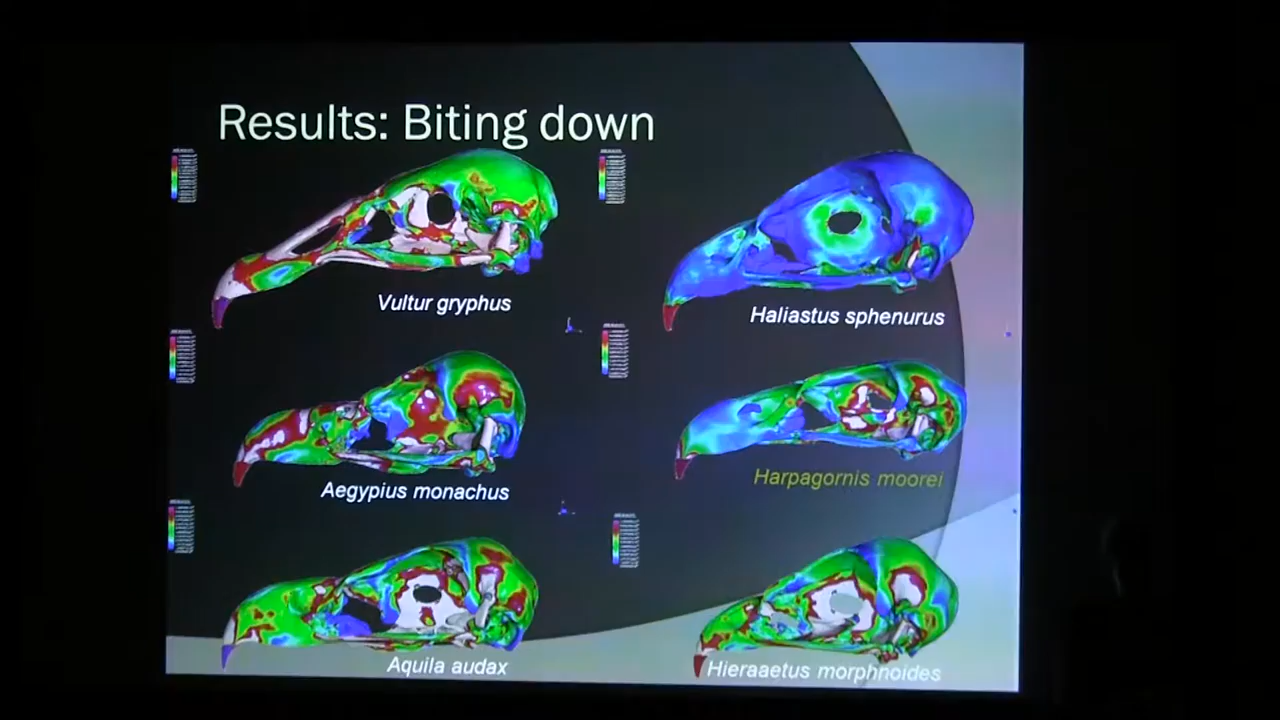 Results: Biting down
Vultur gryphus
Haliastus sphenurus
Aegypius monachus
Harpagornis moorei
Aquila audax
Hieraaetus morphnoides